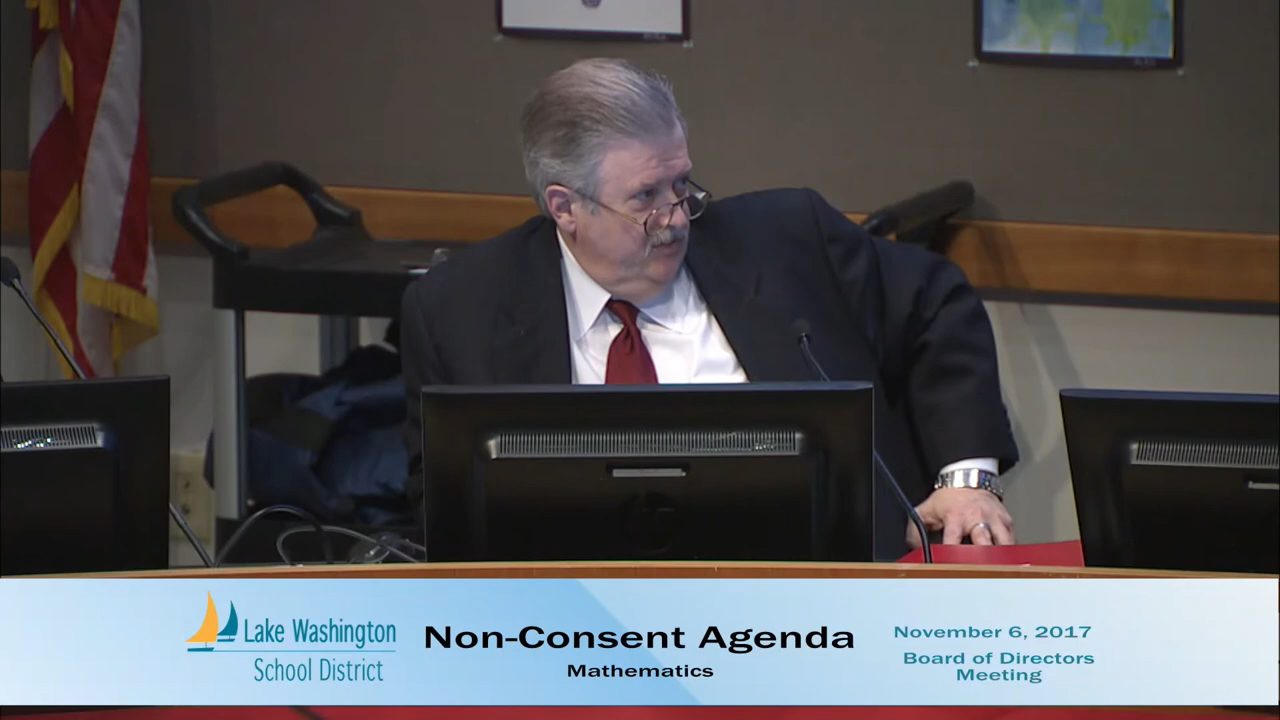 Lake Washington
School District
Non-Consent Agenda
Mathematics
November 6, 2017
Board of Directors
Meeting